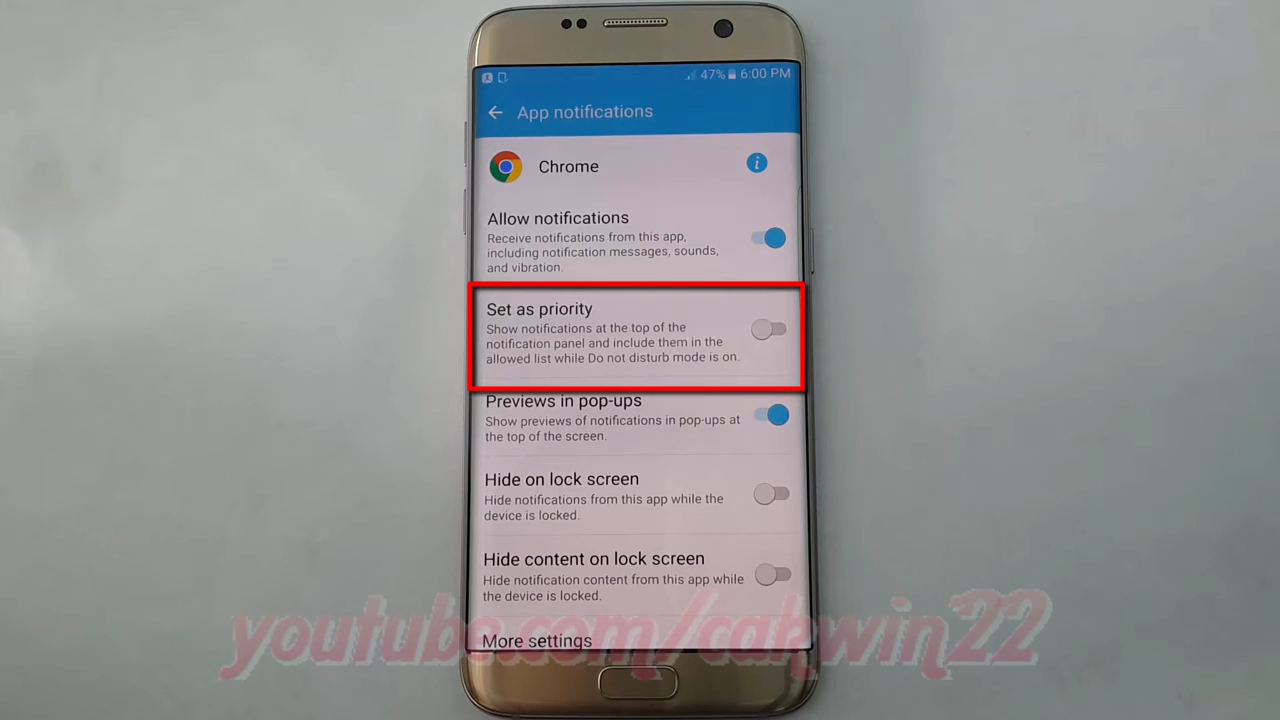 47% 6:00 PM
App notifications
Chrome
Allow notifications
Receive notifications from this app,
including notification messages, sounds,
and vibration.
Set as priority
Show notifications at the top of the
notification panel and include them in the
allowed list while Do not disturb mode is on.
Previews in pop-ups
Show previews of notifications in pop-ups at
the top of the screen.
Hide on lock screen
Hide notifications from this app while the
device is locked.
Hide content on lock screen
Hide notification content from this app while
the device is locked.
youtube.com/cakwin22
More settings